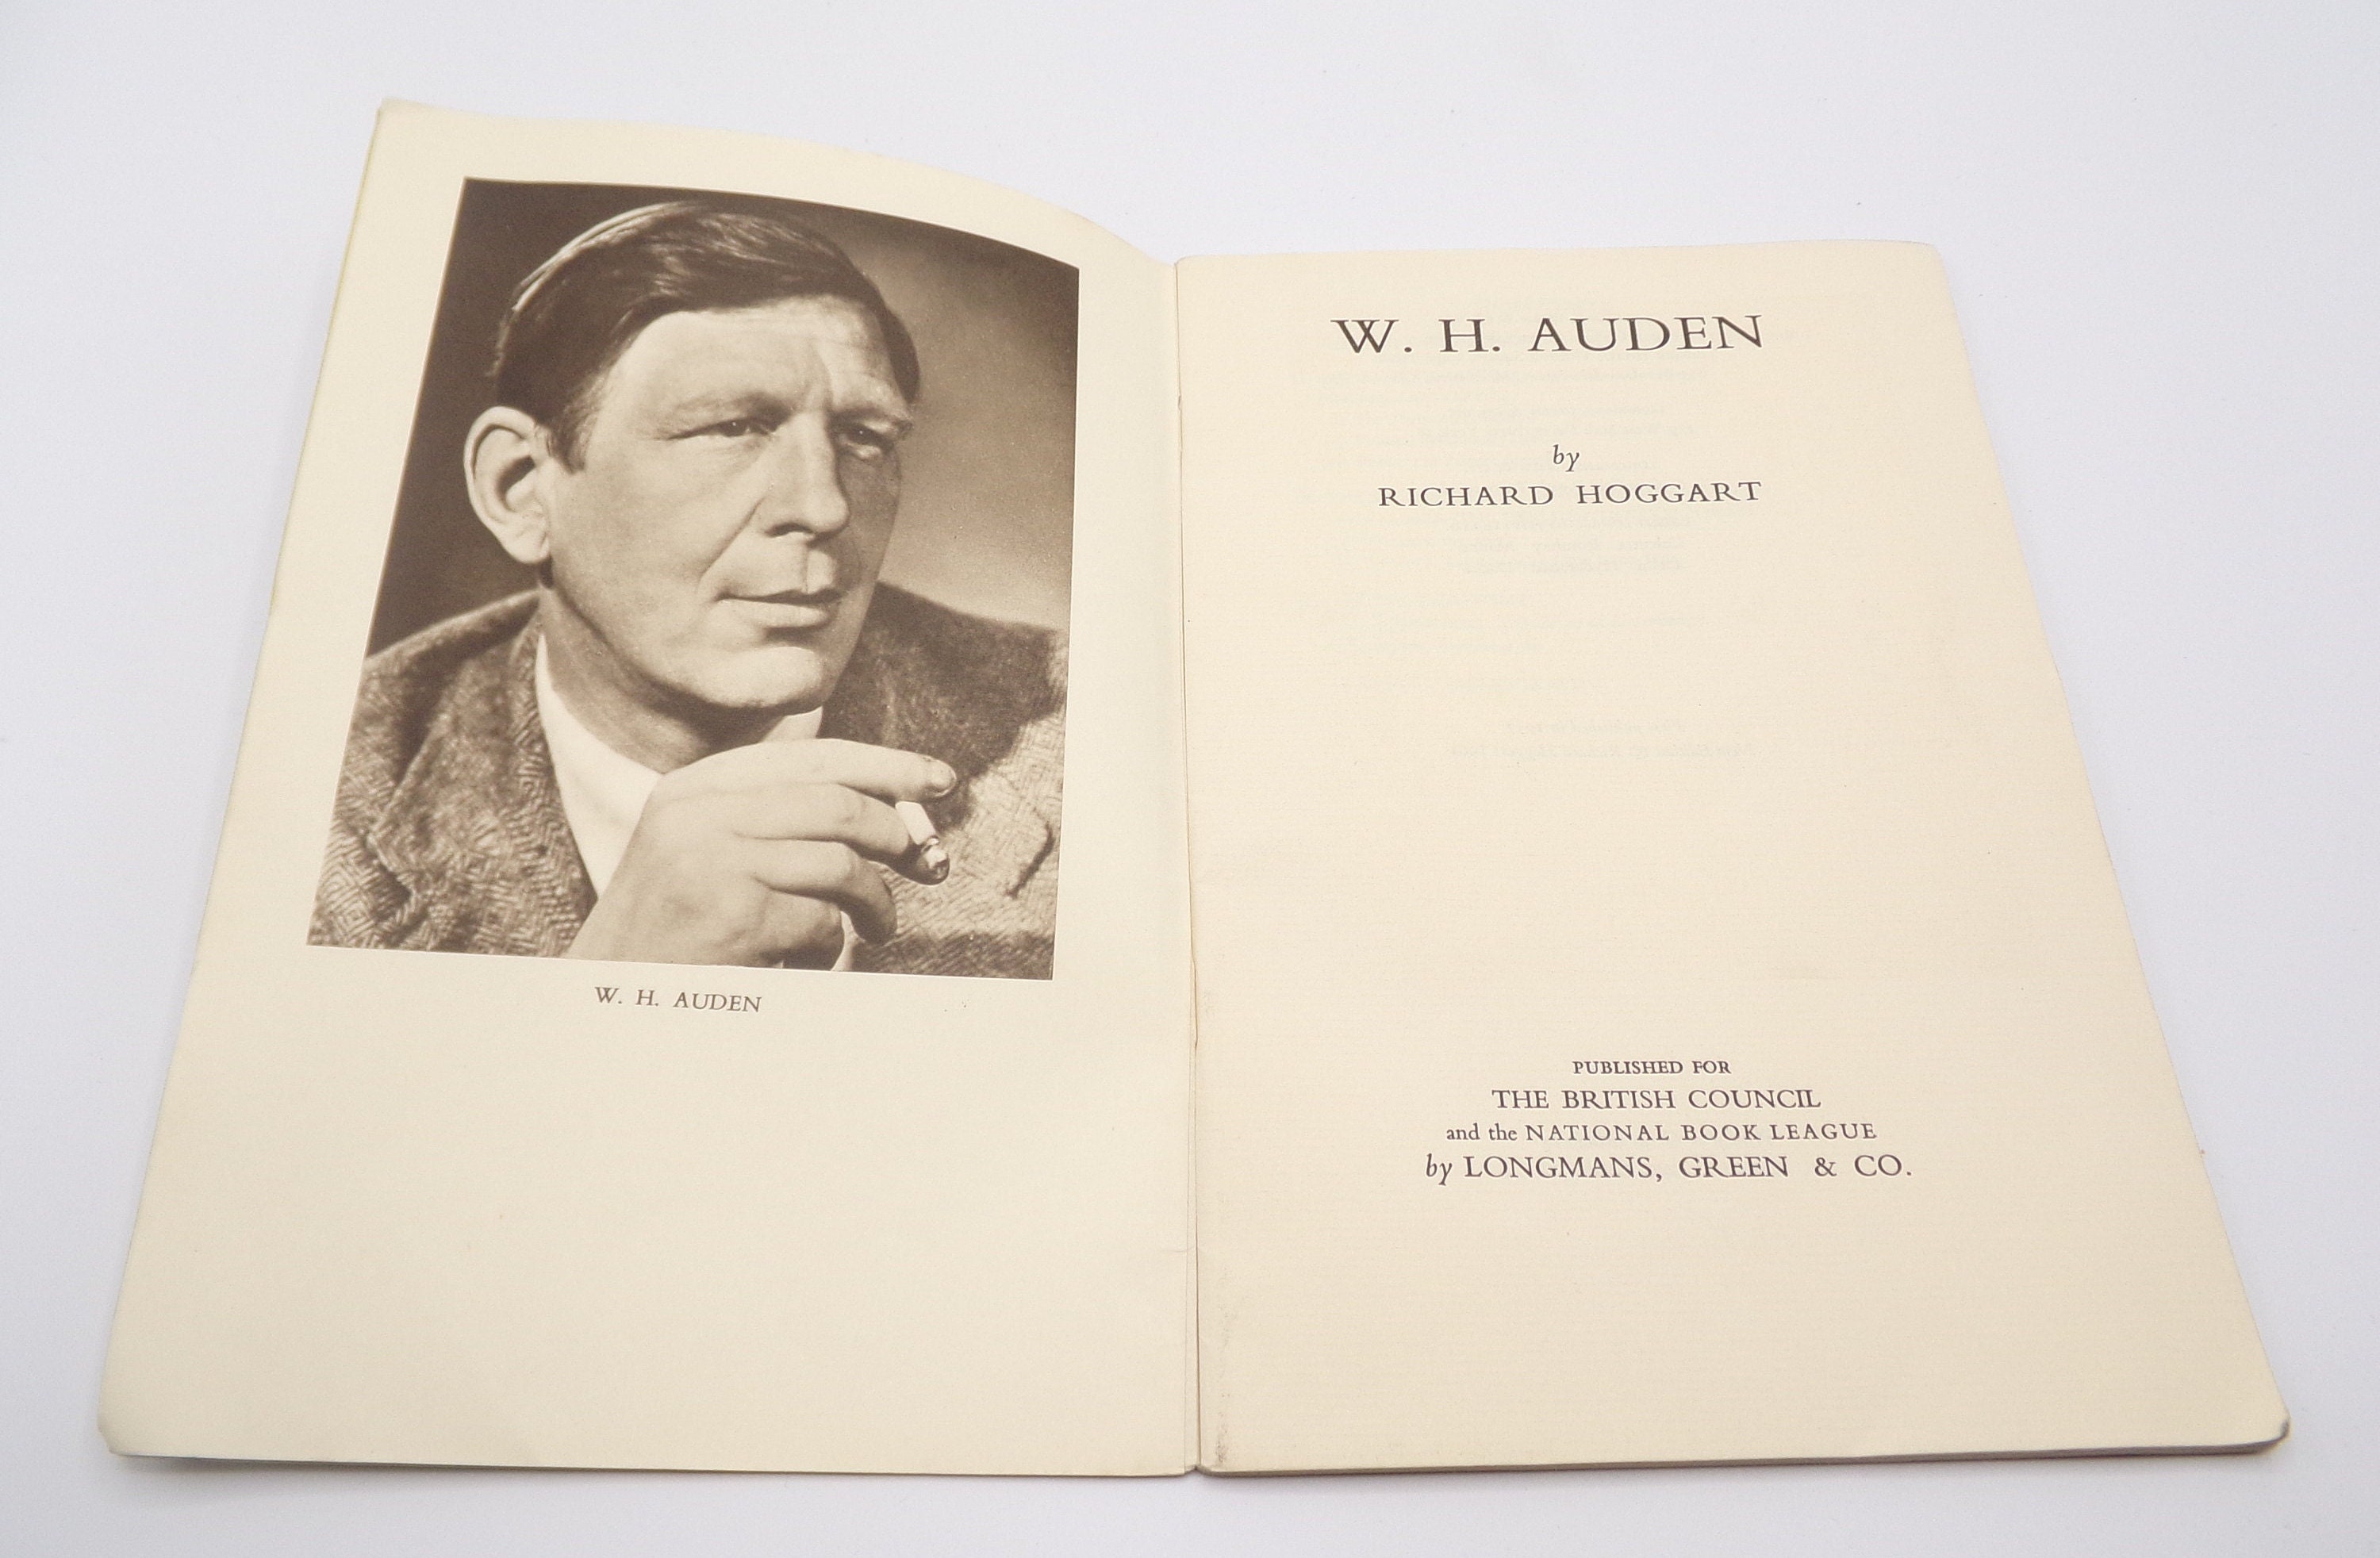 W. H. AUDEN
W. H. AUDEN
by
RICHARD HOGGART
PUBLISHED FOR
THE BRITISH COUNCIL
and the NATIONAL BOOK LEAGUE
by LONGMANS, GREEN & CO.